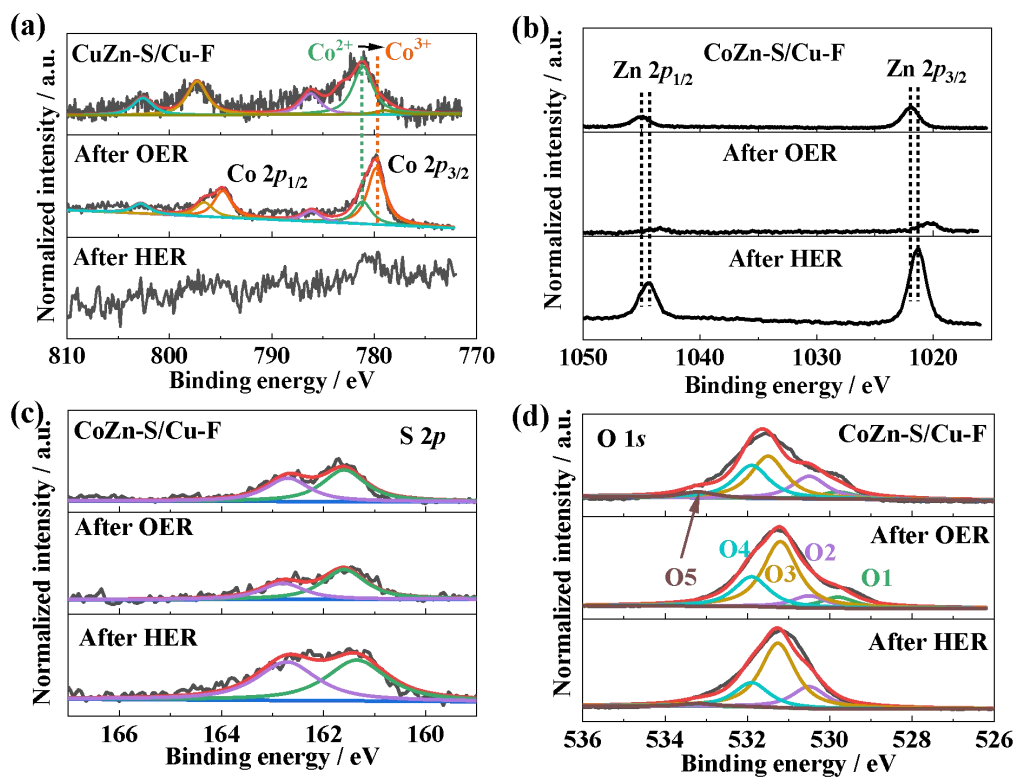 (a)
CuZn-S/Cu-F
Co²⁺ Co³⁺
After OER
Co 2p₁/₂
Co 2p₃/₂
After HER
Normalized intensity / a.u.
810 800 790 780 770
Binding energy / eV
(b)
CoZn-S/Cu-F
Zn 2p₁/₂
Zn 2p₃/₂
After OER
After HER
Normalized intensity / a.u.
1050 1040 1030 1020
Binding energy / eV
(c)
CoZn-S/Cu-F
S 2p
After OER
After HER
Normalized intensity / a.u.
166 164 162 160
Binding energy / eV
(d)
O 1s
CoZn-S/Cu-F
After OER
O5 O4 O3 O2 O1
After HER
Normalized intensity / a.u.
536 534 532 530 528 526
Binding energy / eV